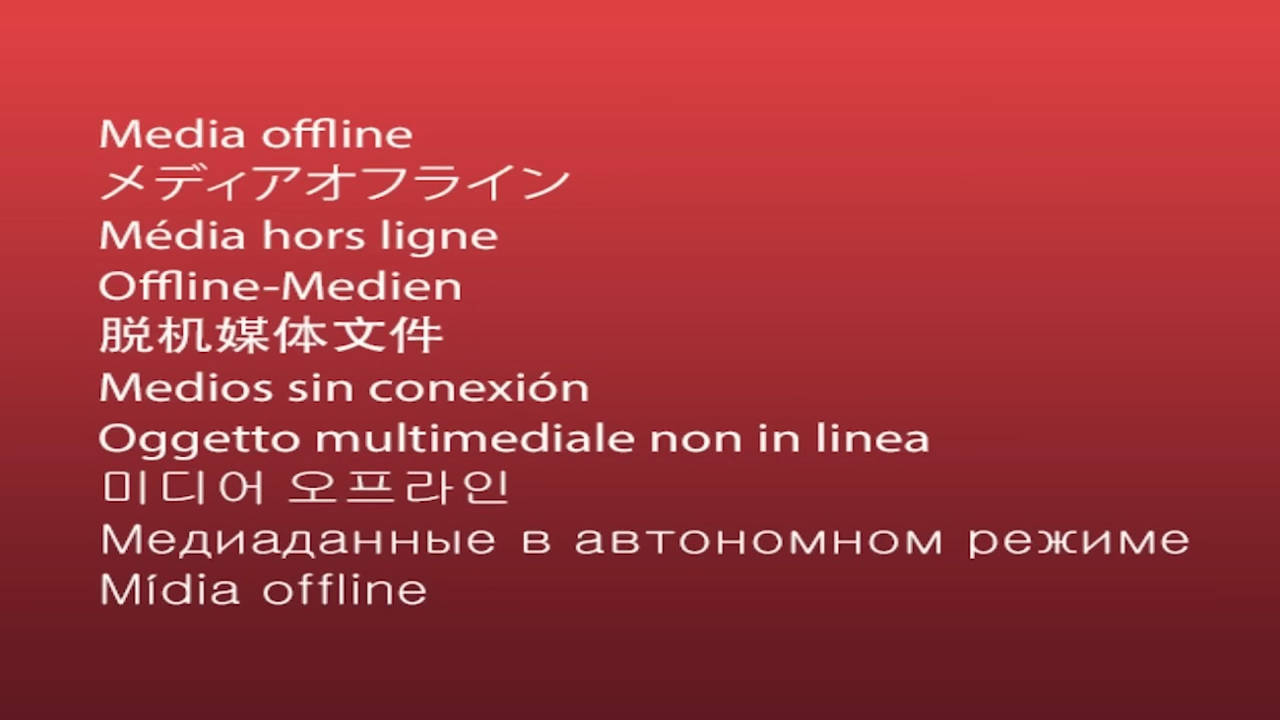 Media offline
メディアオフライン
Média hors ligne
Offline-Medien
脱机媒体文件
Medios sin conexión
Oggetto multimediale non in linea
미디어 오프라인
Медиаданные в автономном режиме
Mídia offline